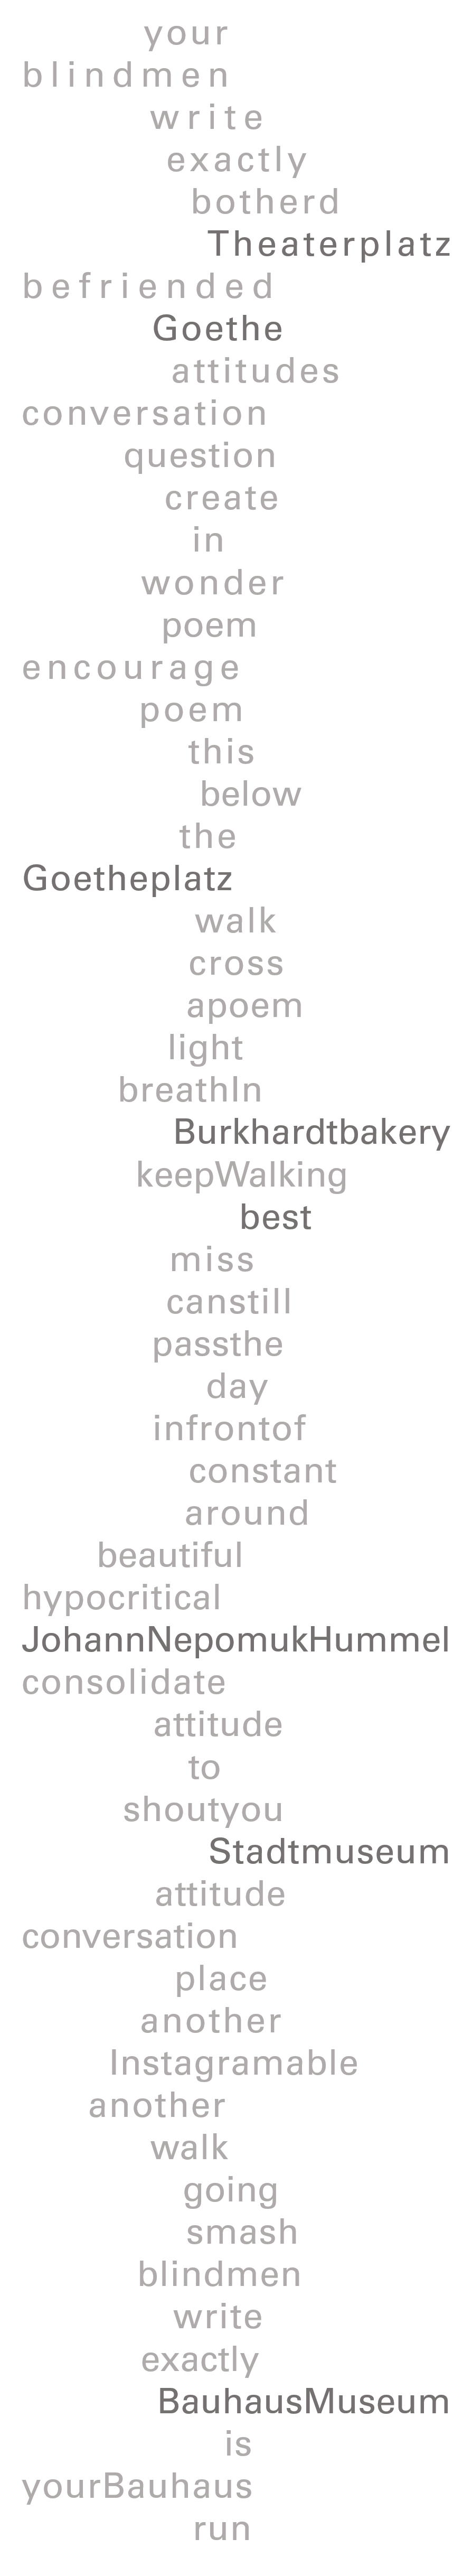 your
blindmen
write
exactly
botherd
Theaterplatz
befriended
Goethe
attitudes
conversation
question
create
in
wonder
poem
encourage
poem
this
below
the
Goetheplatz
walk
cross
apoem
light
breathIn
Burkhardtbakery
keepWalking
best
miss
canstill
passthe
day
infrontof
constant
around
beautiful
hypocritical
JohannNepomukHummel
consolidate
attitude
to
shoutyou
Stadtmuseum
attitude
conversation
place
another
Instagramable
another
walk
going
smash
blindmen
write
exactly
BauhausMuseum
is
yourBauhaus
run